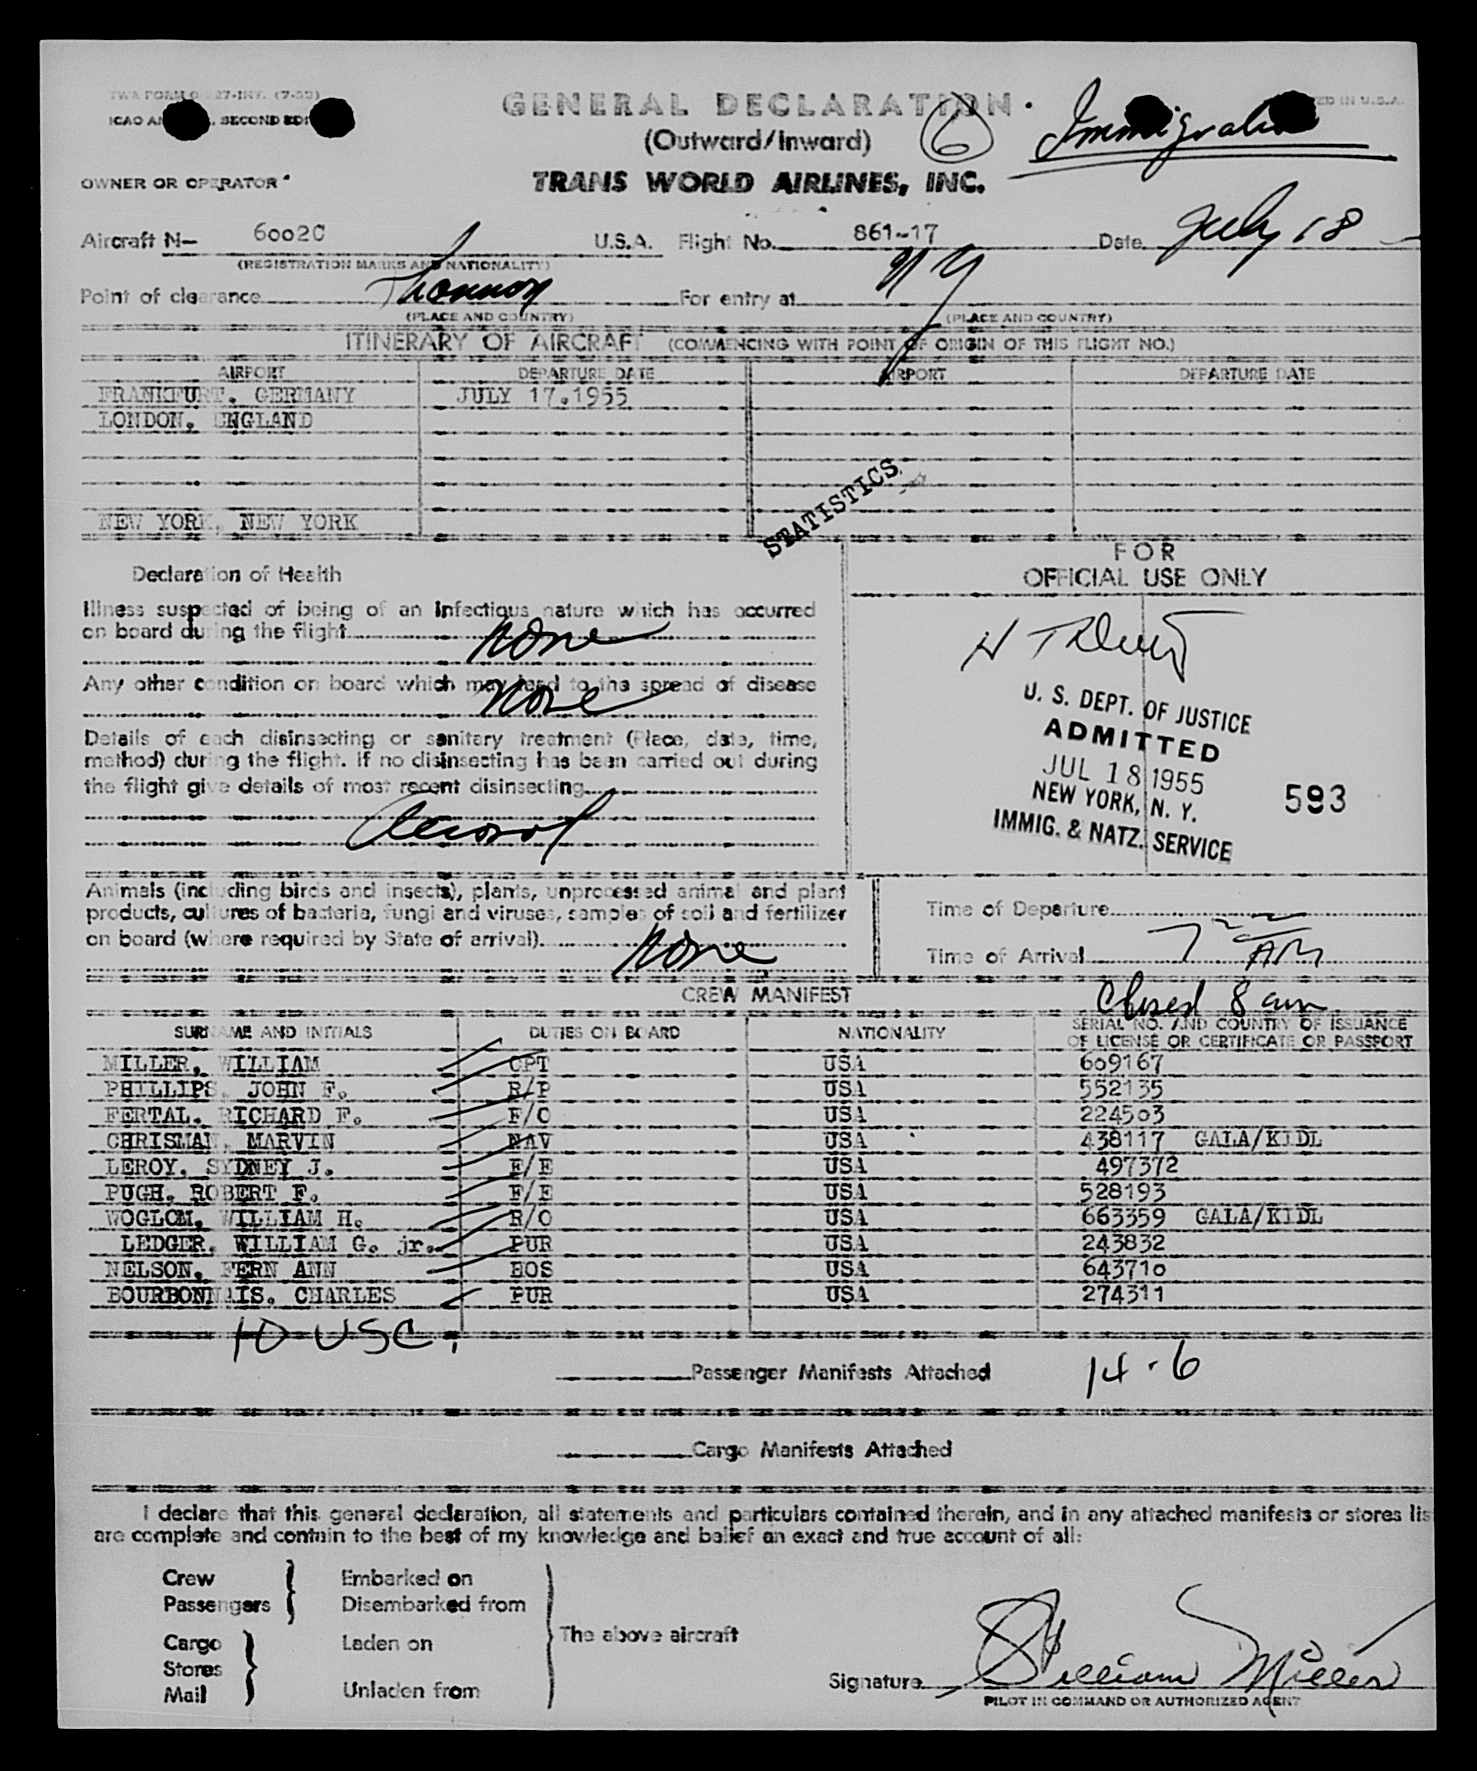 TWA FORM (7-53)
ICAO SECOND
GENERAL DECLARATION
(Outward/Inward)
6 Immigration
OWNER OR OPERATOR
TRANS WORLD AIRLINES, INC.
Aircraft N— 6002C U.S.A. Flight No. 861-17 Date July 18
(REGISTRATION MARKS AND NATIONALITY)
Point of clearance Shannon For entry at NY
(PLACE AND COUNTRY) (PLACE AND COUNTRY)
ITINERARY OF AIRCRAFT (COMMENCING WITH POINT OF ORIGIN OF THIS FLIGHT NO.)
AIRPORT DEPARTURE DATE AIRPORT DEPARTURE DATE
FRANKFURT. GERMANY JULY 17.1955
LONDON, ENGLAND
STATISTICS
NEW YORK, NEW YORK
FOR
OFFICIAL USE ONLY
Declaration of Health
Illness suspected of being of an infectious nature which has occurred
on board during the flight none
Any other condition on board which may lead to the spread of disease
none
Details of each disinsecting or sanitary treatment (Place, date, time,
method) during the flight. If no disinsecting has been carried out during
the flight give details of most recent disinsecting
Aerosol
U. S. DEPT. OF JUSTICE
ADMITTED
JUL 18 1955
NEW YORK, N. Y.
IMMIG. & NATZ. SERVICE
593
Animals (including birds and insects), plants, unprocessed animal and plant
products, cultures of bacteria, fungi and viruses, samples of soil and fertilizer
on board (where required by State of arrival). none
Time of Departure
Time of Arrival 7 22 AM
Closed 8 am
CREW MANIFEST
SURNAME AND INITIALS DUTIES ON BOARD NATIONALITY SERIAL NO. AND COUNTRY OF ISSUANCE
OF LICENSE OR CERTIFICATE OR PASSPORT
MILLER, WILLIAM CPT USA 609167
PHILLIPS, JOHN F. R/P USA 552135
FERTAL. RICHARD F. F/O USA 224503
CHRISMAN, MARVIN NAV USA 438117 GALA/KIDL
LEROY. SYDNEY J. F/E USA 497372
PUGH. ROBERT F. F/E USA 528193
WOGLOM, WILLIAM H. R/O USA 663359 GALA/KIDL
LEDGER. WILLIAM G. jr. PUR USA 243832
NELSON, FERN ANN HOS USA 643710
BOURBONNAIS. CHARLES PUR USA 274311
10 USC.
Passenger Manifests Attached 14 - 6
Cargo Manifests Attached
I declare that this general declaration, all statements and particulars contained therein, and in any attached manifests or stores lis
are complete and contain to the best of my knowledge and belief an exact and true account of all:
Crew Embarked on
Passengers Disembarked from
The above aircraft
Cargo Laden on
Stores
Mail Unladen from
Signature William Miller
PILOT IN COMMAND OR AUTHORIZED AGENT